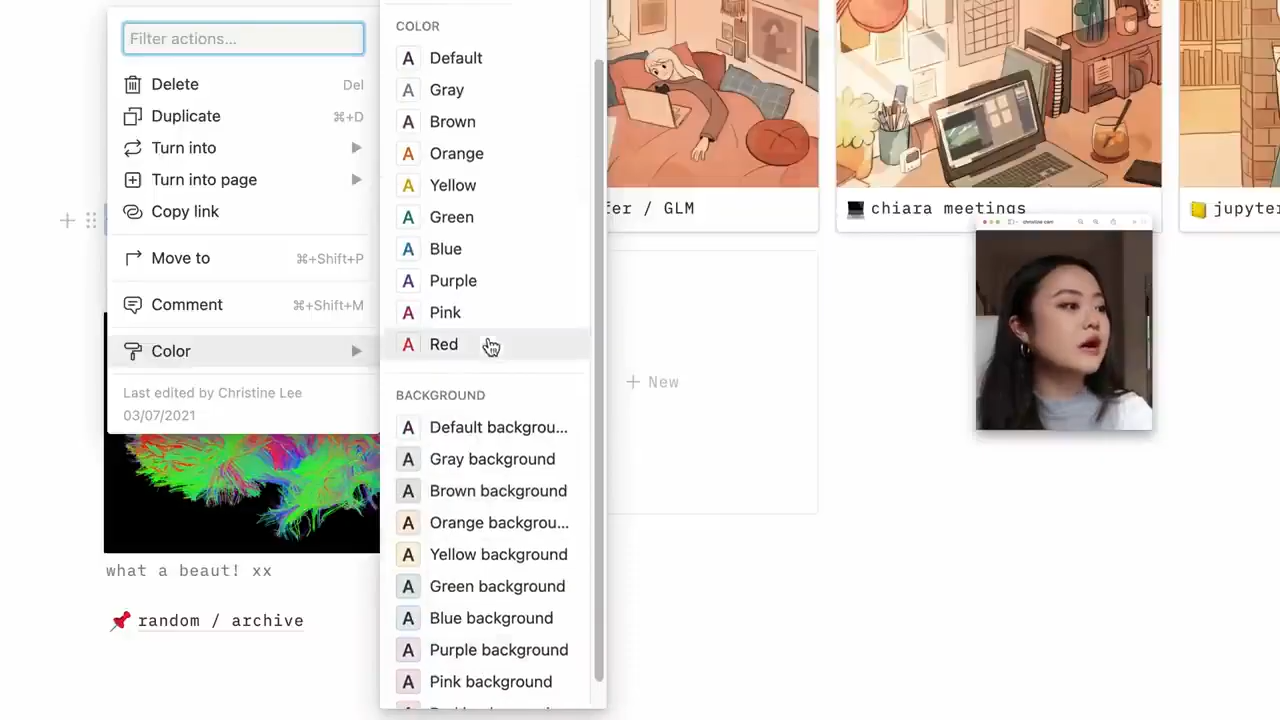 Filter actions...
Delete Del
Duplicate ⌘+D
Turn into
Turn into page
Copy link
Move to ⌘+Shift+P
Comment ⌘+Shift+M
Color
Last edited by Christine Lee
03/07/2021
COLOR
A Default
A Gray
A Brown
A Orange
A Yellow
A Green
A Blue
A Purple
A Pink
A Red
BACKGROUND
A Default backgrou...
A Gray background
A Brown background
A Orange backgrou...
A Yellow background
A Green background
A Blue background
A Purple background
A Pink background
fer / GLM
chiara meetings
jupyter
christine cam
+ New
what a beaut! xx
random / archive